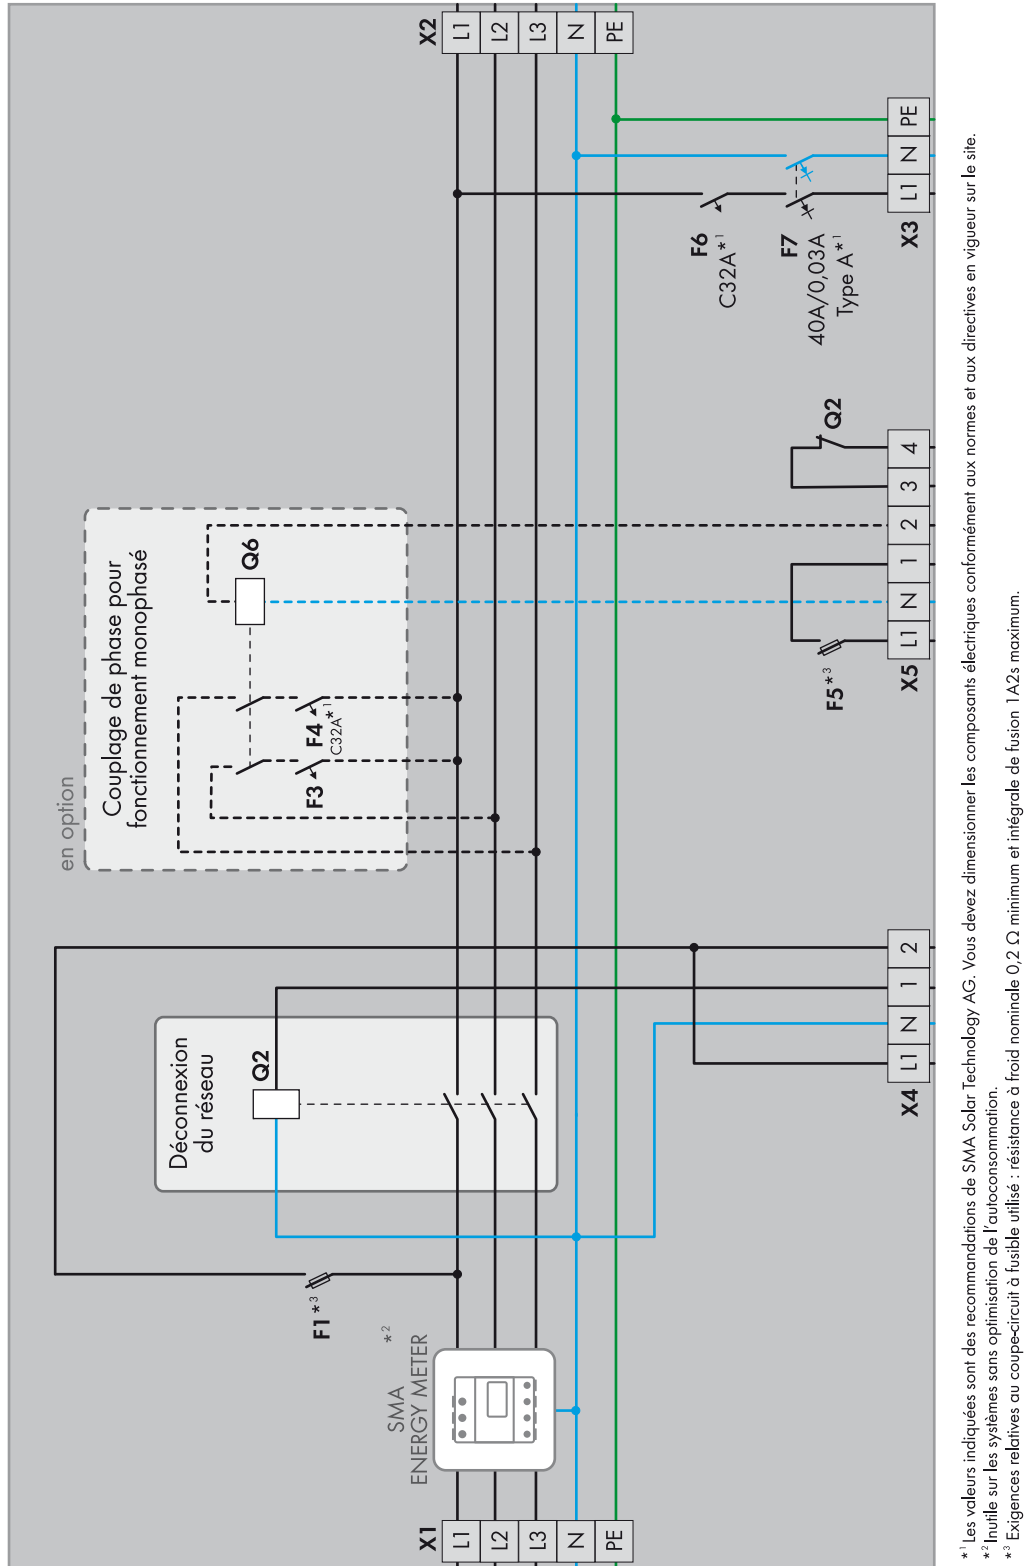 X1
L1
L2
L3
N
PE
SMA
ENERGY METER
*2
F1*3
Déconnexion
du réseau
Q2
X4
L1
N
1
2
en option
Couplage de phase pour
fonctionnement monophasé
F3
F4
C32A*1
Q6
X5
L1
N
1
2
3
4
F5*3
Q2
X2
L1
L2
L3
N
PE
F6
C32A*1
F7
40A/0,03A
Type A*1
X3
L1
N
PE
*1 Les valeurs indiquées sont des recommandations de SMA Solar Technology AG. Vous devez dimensionner les composants électriques conformément aux normes et aux directives en vigueur sur le site.
*2 Inutile sur les systèmes sans optimisation de l'autoconsommation.
*3 Exigences relatives au coupe-circuit à fusible utilisé : résistance à froid nominale 0,2 Ω minimum et intégrale de fusion 1A2s maximum.